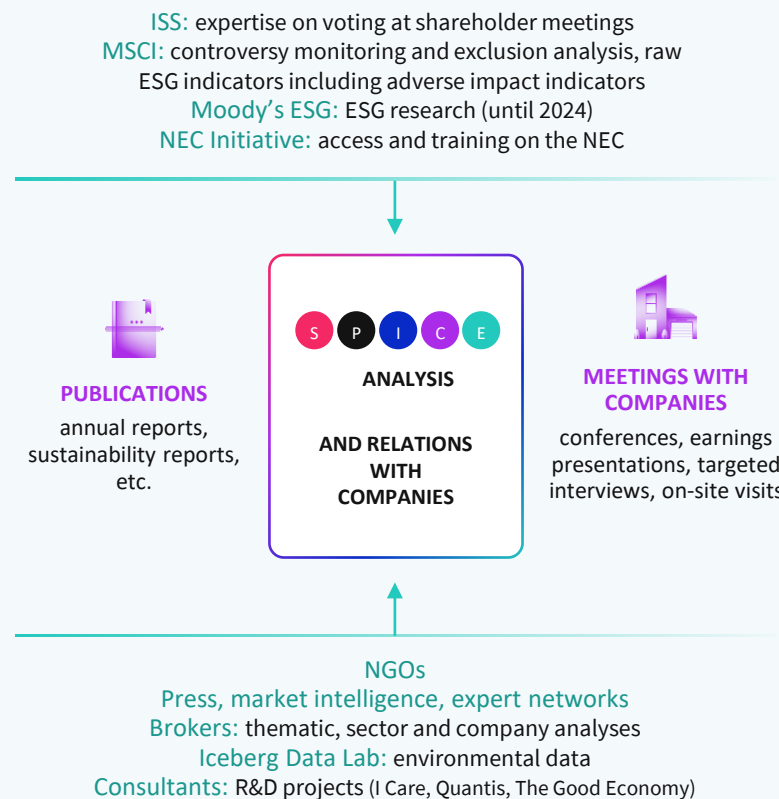 ISS: expertise on voting at shareholder meetings
MSCI: controversy monitoring and exclusion analysis, raw
ESG indicators including adverse impact indicators
Moody's ESG: ESG research (until 2024)
NEC Initiative: access and training on the NEC
PUBLICATIONS
annual reports,
sustainability reports,
etc.
S P I C E
ANALYSIS
AND RELATIONS
WITH
COMPANIES
MEETINGS WITH
COMPANIES
conferences, earnings
presentations, targeted
interviews, on-site visits
NGOs
Press, market intelligence, expert networks
Brokers: thematic, sector and company analyses
Iceberg Data Lab: environmental data
Consultants: R&D projects (I Care, Quantis, The Good Economy)